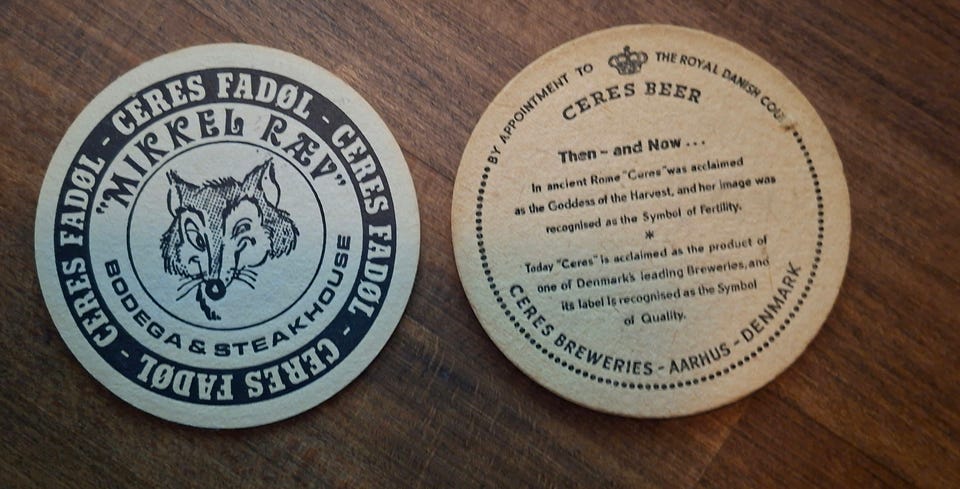 CERES FADØL - CERES FADØL - CERES FADØL - CERES FADØL -
"MIKKEL RÆV"
BODEGA & STEAKHOUSE
BY APPOINTMENT TO THE ROYAL DANISH COURT
CERES BEER
Then - and Now . . .
In ancient Rome "Ceres" was acclaimed
as the Goddess of the Harvest, and her image was
recognised as the Symbol of Fertility.
*
Today "Ceres" is acclaimed as the product of
one of Denmark's leading Breweries, and
its label is recognised as the Symbol
of Quality.
CERES BREWERIES - AARHUS - DENMARK